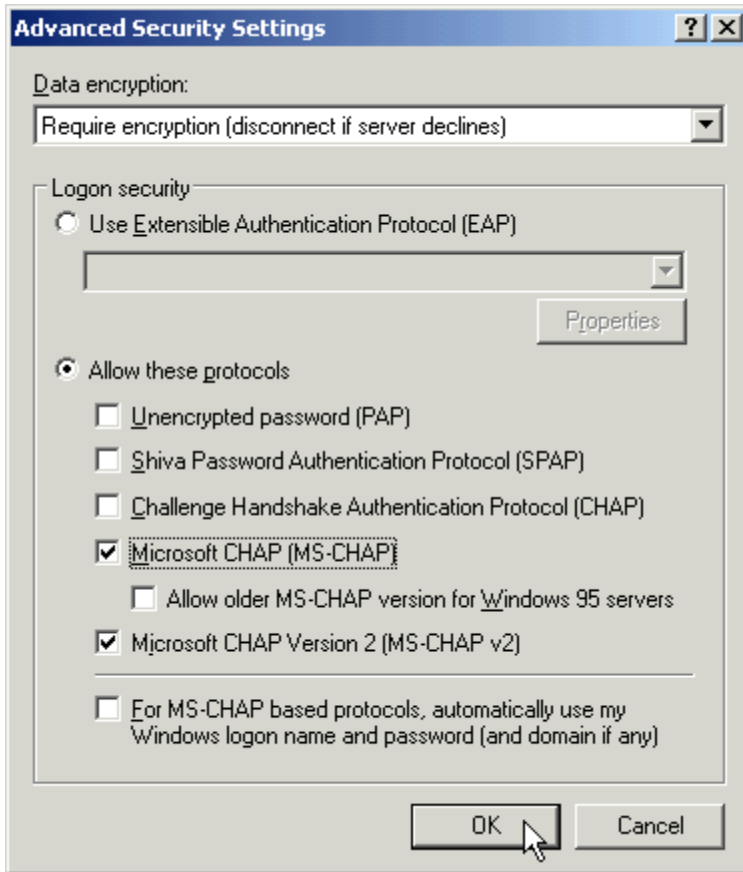 Advanced Security Settings
Data encryption:
Require encryption (disconnect if server declines)
Logon security
Use Extensible Authentication Protocol (EAP)
Properties
Allow these protocols
Unencrypted password (PAP)
Shiva Password Authentication Protocol (SPAP)
Challenge Handshake Authentication Protocol (CHAP)
Microsoft CHAP (MS-CHAP)
Allow older MS-CHAP version for Windows 95 servers
Microsoft CHAP Version 2 (MS-CHAP v2)
For MS-CHAP based protocols, automatically use my
Windows logon name and password (and domain if any)
OK Cancel